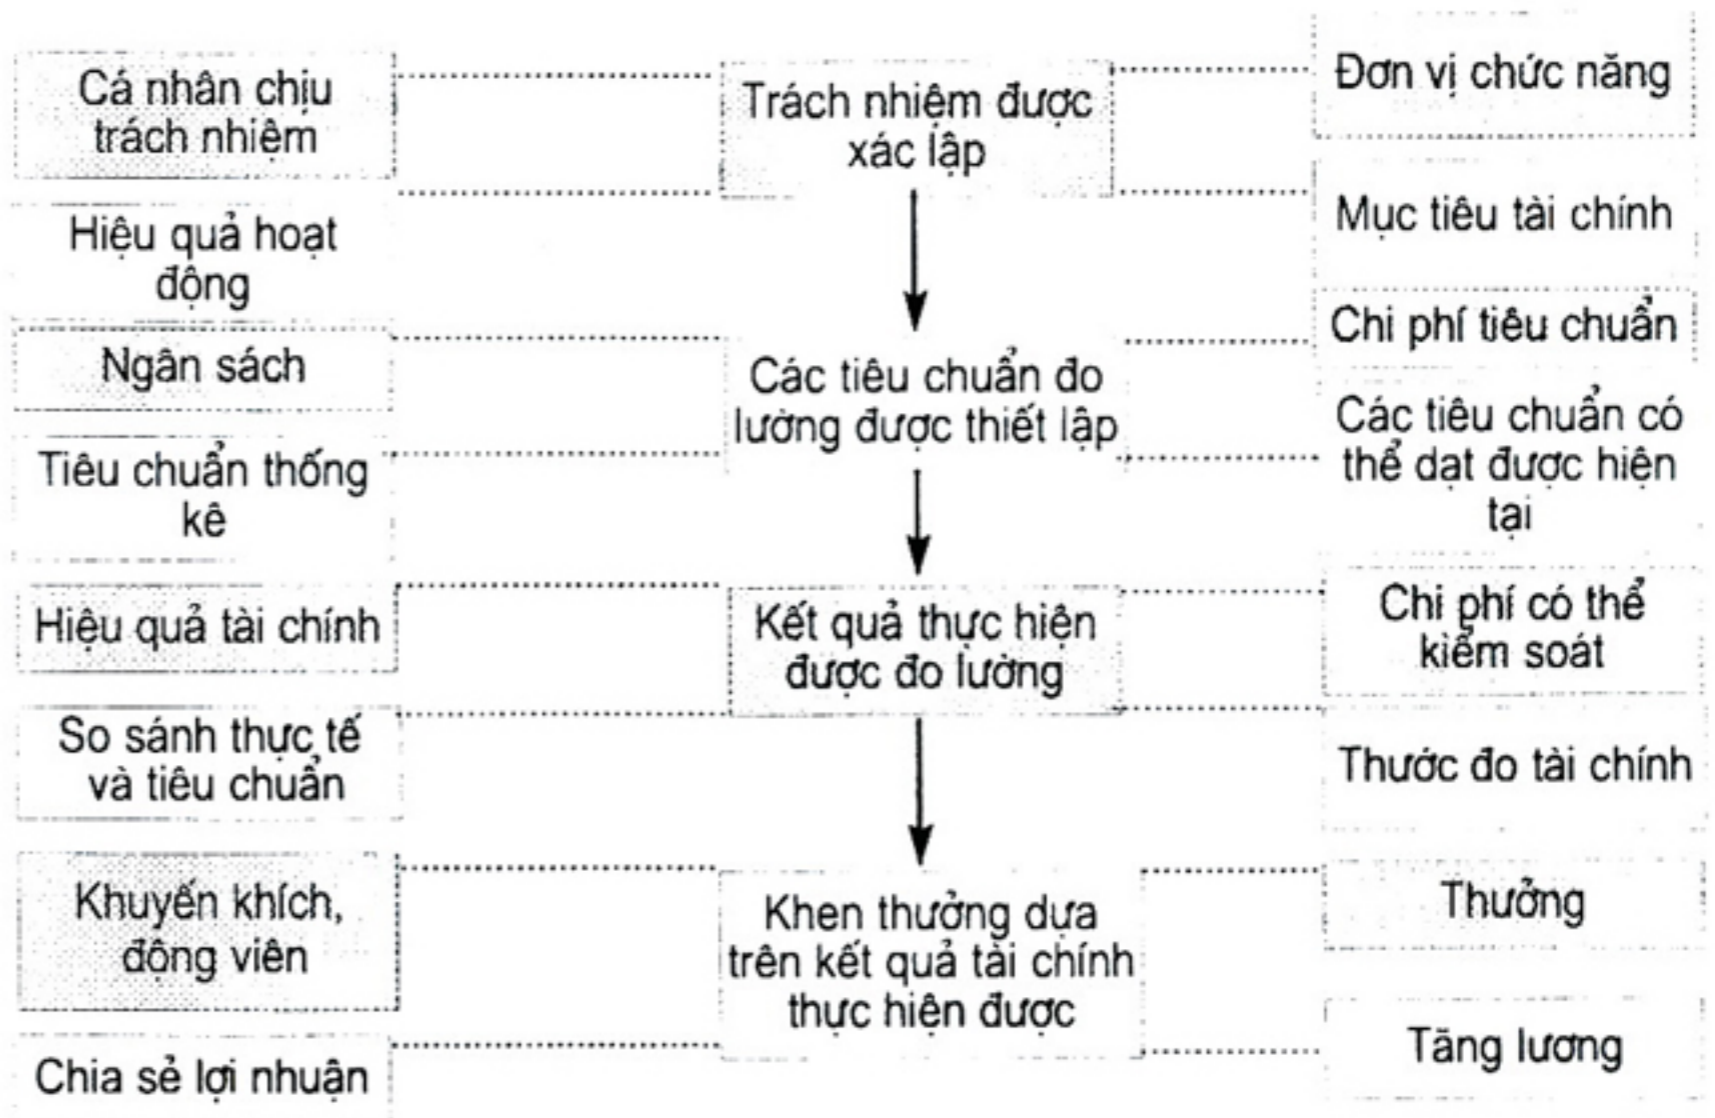 Cá nhân chịu
trách nhiệm
Trách nhiệm được
xác lập
Đơn vị chức năng
Hiệu quả hoạt
động
Mục tiêu tài chính
Ngân sách
Các tiêu chuẩn đo
lường được thiết lập
Chi phí tiêu chuẩn
Tiêu chuẩn thống
kê
Các tiêu chuẩn có
thể dạt được hiện
tại
Hiệu quả tài chính
Kết quả thực hiện
được đo lường
Chi phí có thể
kiểm soát
So sánh thực tế
và tiêu chuẩn
Thước đo tài chính
Khuyến khích,
động viên
Khen thưởng dựa
trên kết quả tài chính
thực hiện được
Thưởng
Chia sẻ lợi nhuận
Tăng lương